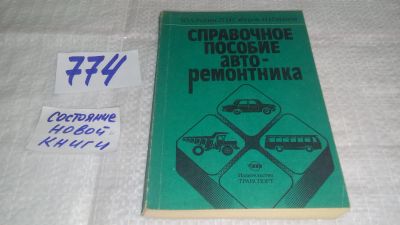 774
СОСТОЯНИЕ
НОВОЙ
КНИГИ
СПРАВОЧНОЕ
ПОСОБИЕ
авто-
ремонтника
Издательство
ТРАНСПОРТ